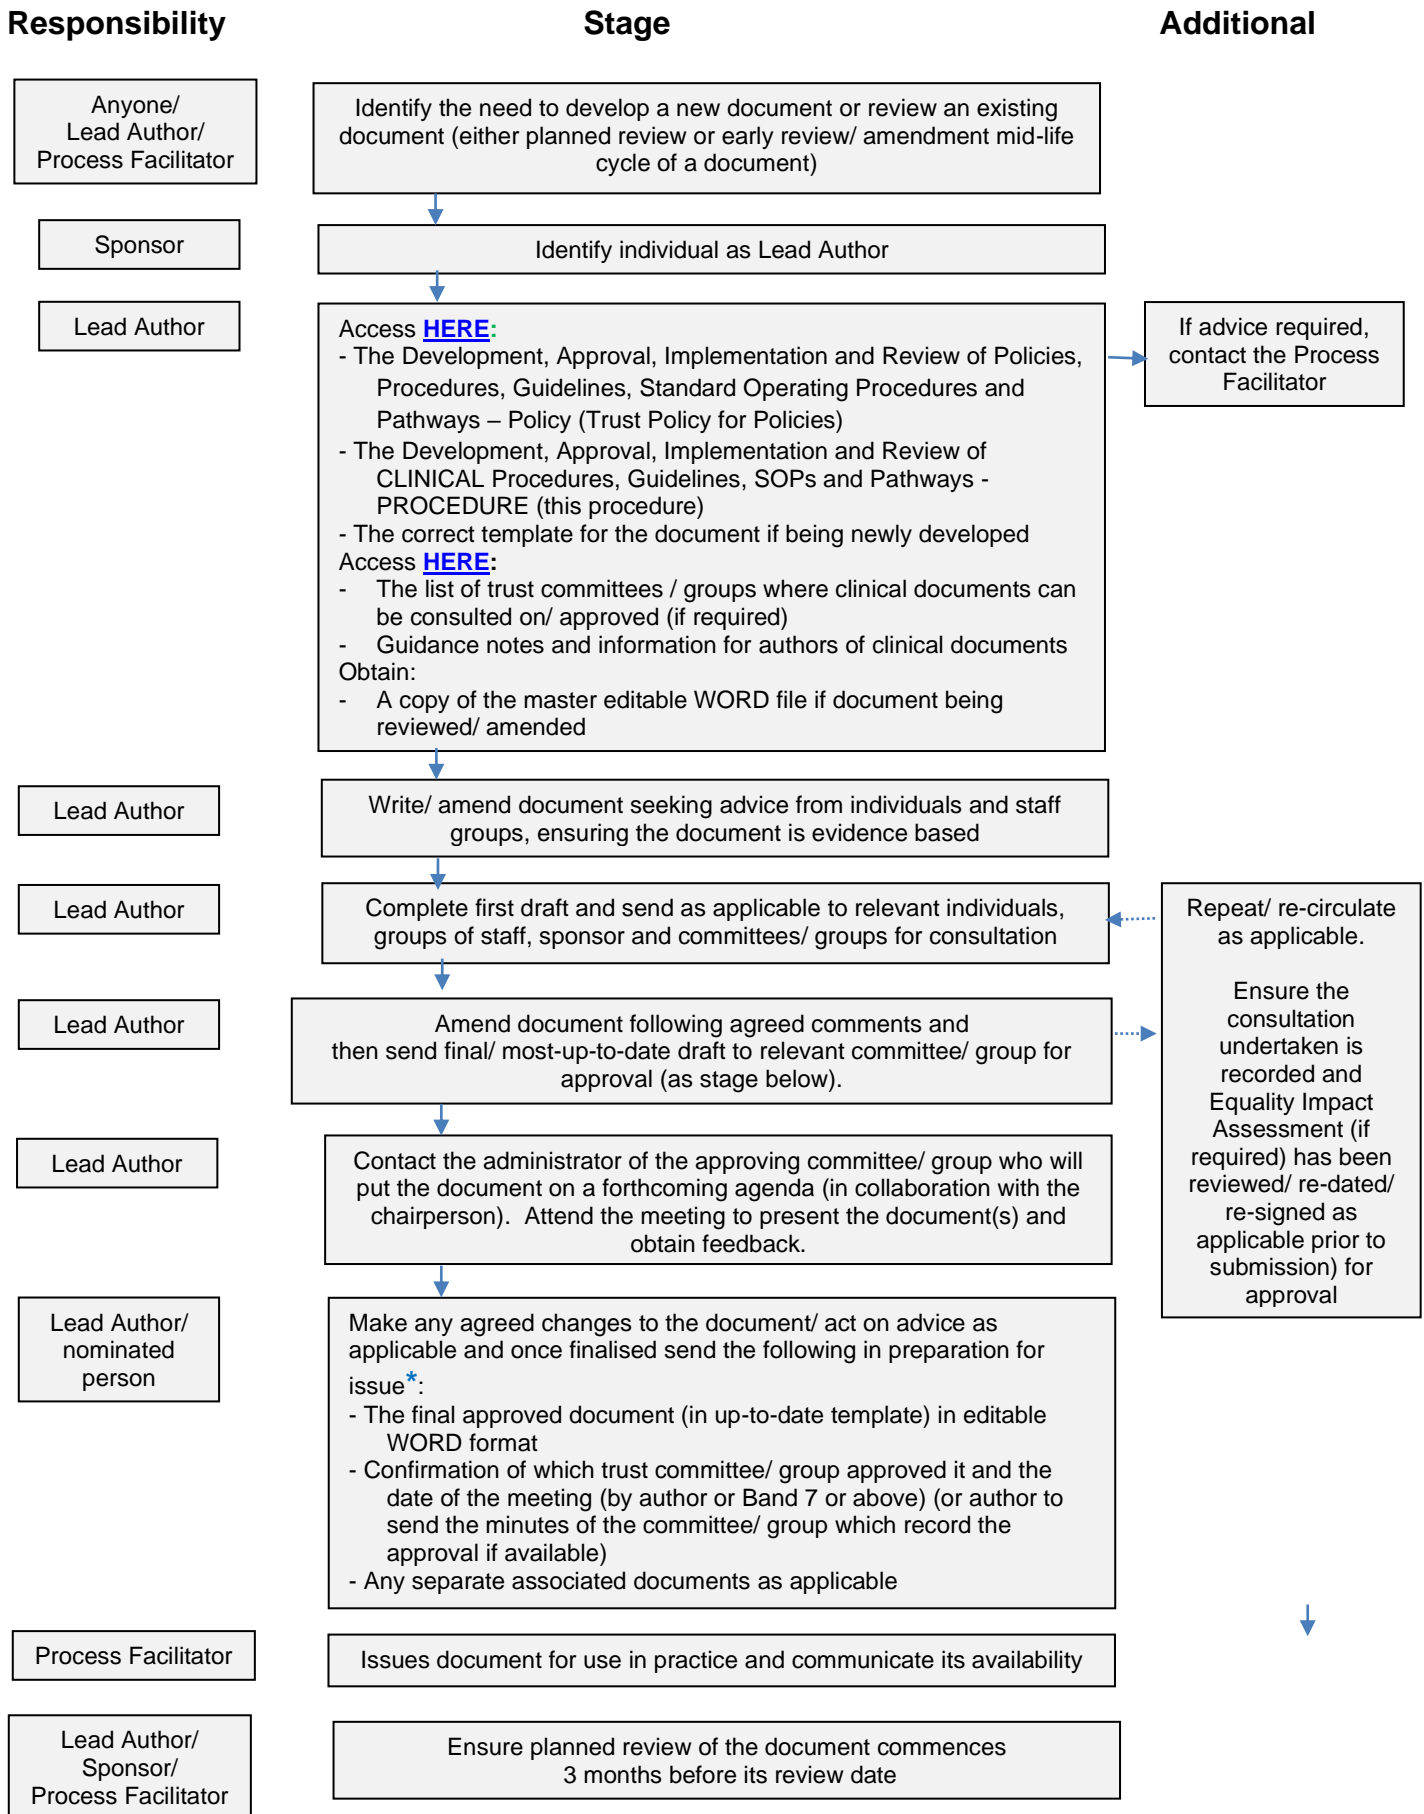 Responsibility
Stage
Additional
Anyone/
Lead Author/
Process Facilitator
Identify the need to develop a new document or review an existing
document (either planned review or early review/ amendment mid-life
cycle of a document)
Sponsor
Identify individual as Lead Author
Lead Author
Access HERE:
- The Development, Approval, Implementation and Review of Policies,
Procedures, Guidelines, Standard Operating Procedures and
Pathways – Policy (Trust Policy for Policies)
- The Development, Approval, Implementation and Review of
CLINICAL Procedures, Guidelines, SOPs and Pathways -
PROCEDURE (this procedure)
- The correct template for the document if being newly developed
Access HERE:
- The list of trust committees / groups where clinical documents can
be consulted on/ approved (if required)
- Guidance notes and information for authors of clinical documents
Obtain:
- A copy of the master editable WORD file if document being
reviewed/ amended
If advice required,
contact the Process
Facilitator
Lead Author
Write/ amend document seeking advice from individuals and staff
groups, ensuring the document is evidence based
Lead Author
Complete first draft and send as applicable to relevant individuals,
groups of staff, sponsor and committees/ groups for consultation
Repeat/ re-circulate
as applicable.
Ensure the
consultation
undertaken is
recorded and
Equality Impact
Assessment (if
required) has been
reviewed/ re-dated/
re-signed as
applicable prior to
submission) for
approval
Lead Author
Amend document following agreed comments and
then send final/ most-up-to-date draft to relevant committee/ group for
approval (as stage below).
Lead Author
Contact the administrator of the approving committee/ group who will
put the document on a forthcoming agenda (in collaboration with the
chairperson). Attend the meeting to present the document(s) and
obtain feedback.
Lead Author/
nominated
person
Make any agreed changes to the document/ act on advice as
applicable and once finalised send the following in preparation for
issue*:
- The final approved document (in up-to-date template) in editable
WORD format
- Confirmation of which trust committee/ group approved it and the
date of the meeting (by author or Band 7 or above) (or author to
send the minutes of the committee/ group which record the
approval if available)
- Any separate associated documents as applicable
Process Facilitator
Issues document for use in practice and communicate its availability
Lead Author/
Sponsor/
Process Facilitator
Ensure planned review of the document commences
3 months before its review date